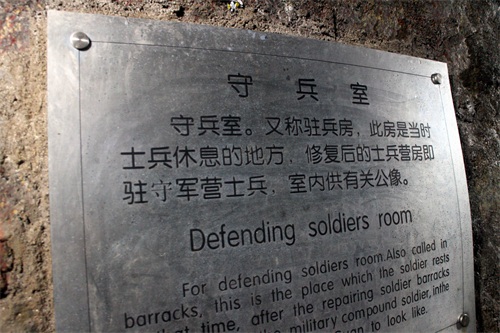 守 兵 室
守兵室。又称驻兵房，此房是当时
士兵休息的地方，修复后的士兵营房即
驻守军营士兵，室内供有关公像。
Defending soldiers room
For defending soldiers room.Also called in
barracks, this is the place which the soldier rests
that time, after the repairing soldier barracks
the military compound soldier, Inthe
look like.